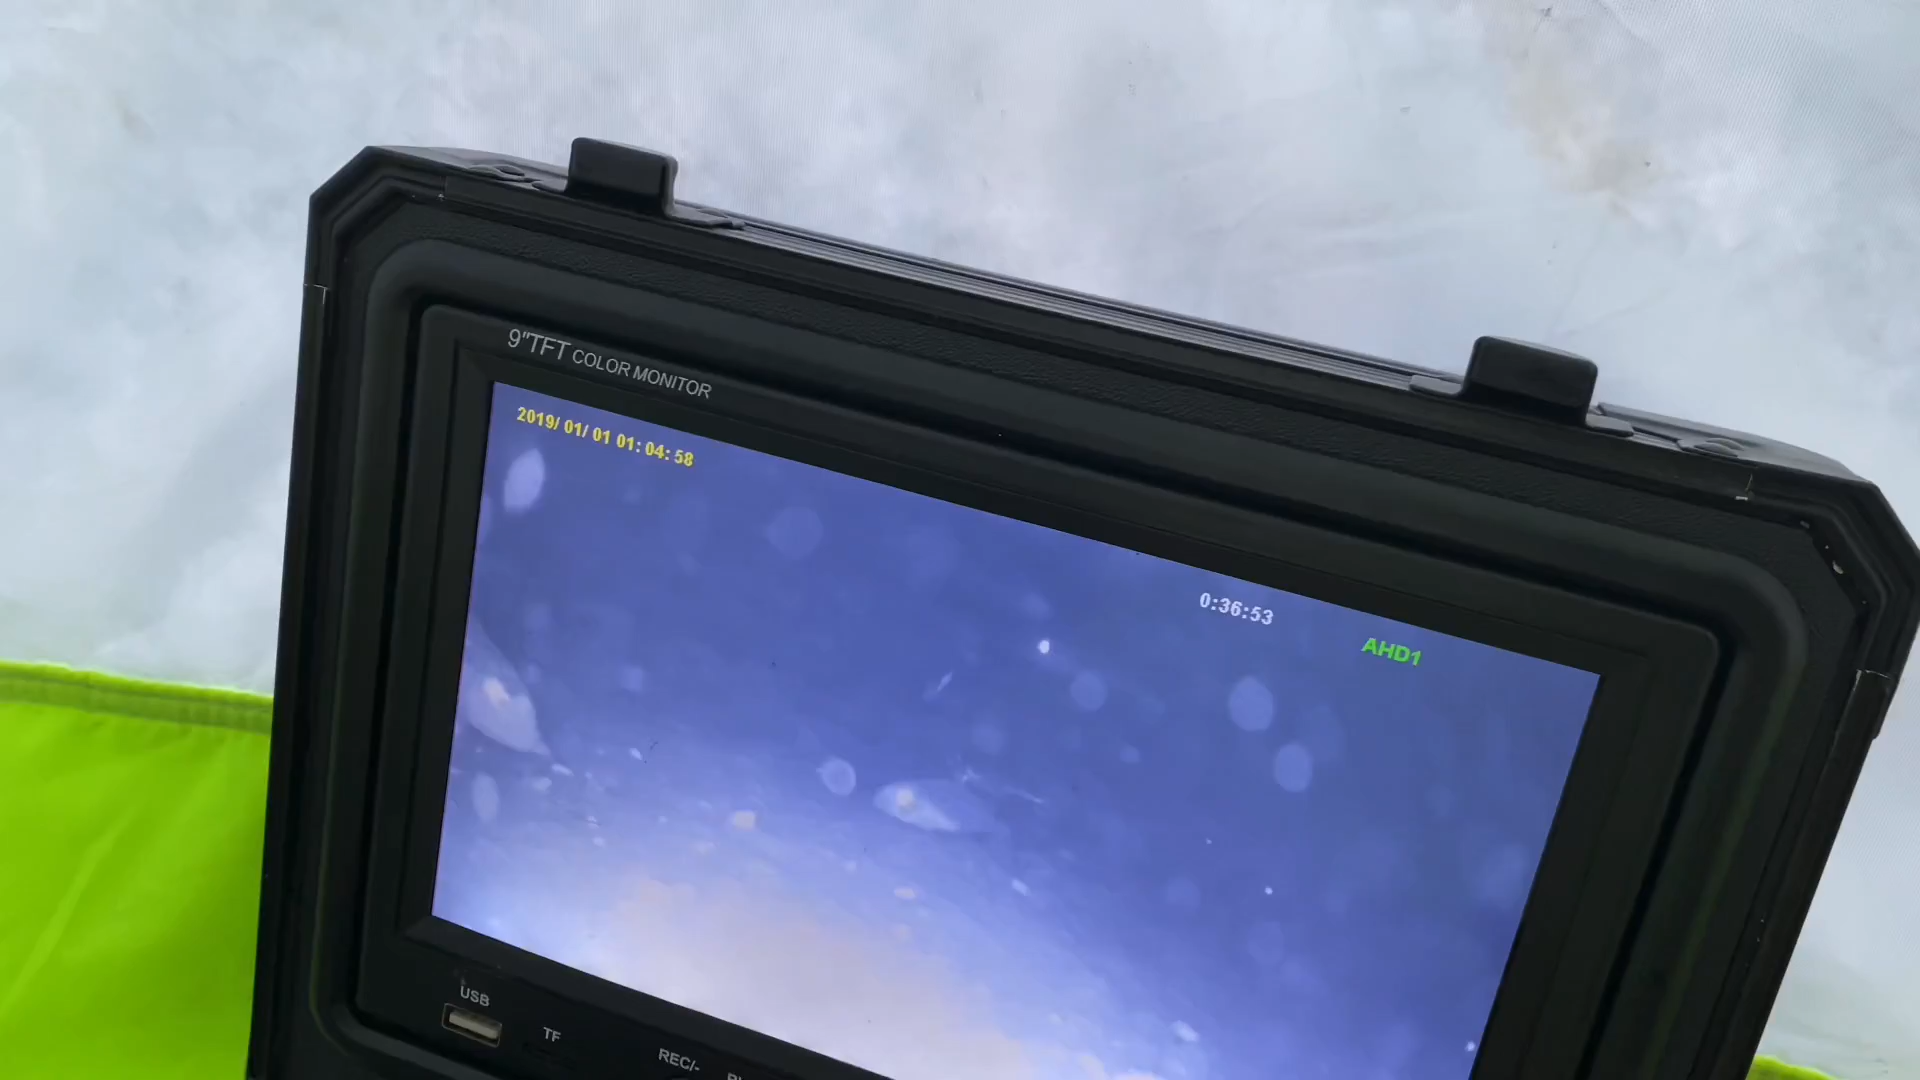 9"TFT COLOR MONITOR
2019/01/01 01:04:58
0:36:53
AHD1
USB
TF
REC/-